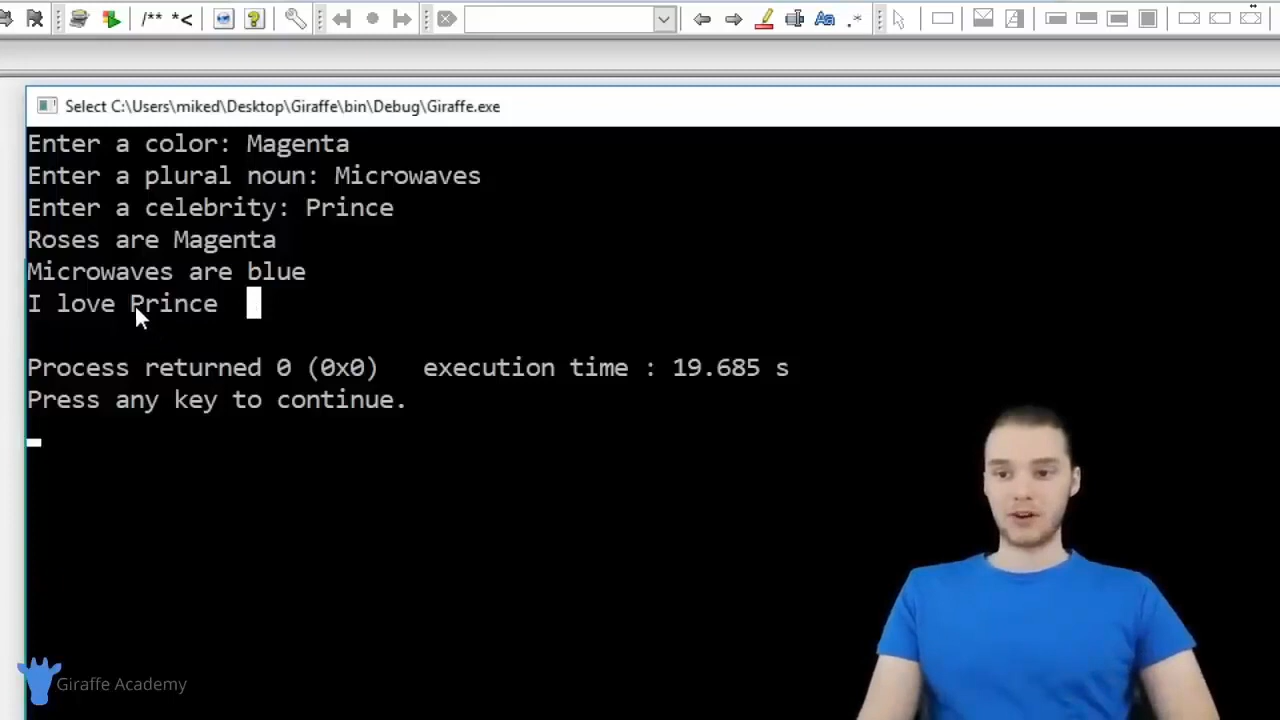 /** *<
Aa .*
Select C:\Users\miked\Desktop\Giraffe\bin\Debug\Giraffe.exe
Enter a color: Magenta
Enter a plural noun: Microwaves
Enter a celebrity: Prince
Roses are Magenta
Microwaves are blue
I love Prince
Process returned 0 (0x0)   execution time : 19.685 s
Press any key to continue.
Giraffe Academy